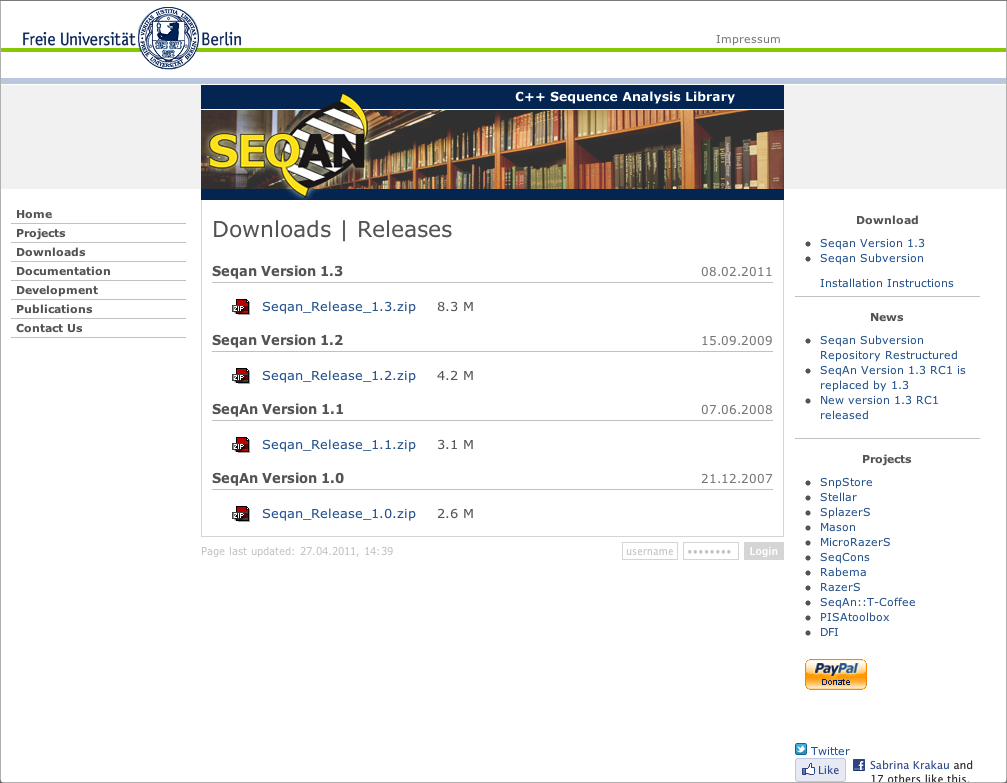 Freie Universität Berlin
Impressum
C++ Sequence Analysis Library
SEQAN
Home
Projects
Downloads
Documentation
Development
Publications
Contact Us
Downloads | Releases
Seqan Version 1.3 08.02.2011
ZIP Seqan_Release_1.3.zip 8.3 M
Seqan Version 1.2 15.09.2009
ZIP Seqan_Release_1.2.zip 4.2 M
SeqAn Version 1.1 07.06.2008
ZIP Seqan_Release_1.1.zip 3.1 M
SeqAn Version 1.0 21.12.2007
ZIP Seqan_Release_1.0.zip 2.6 M
Page last updated: 27.04.2011, 14:39
username •••••••• Login
Download
Seqan Version 1.3
Seqan Subversion
Installation Instructions
News
Seqan Subversion
Repository Restructured
SeqAn Version 1.3 RC1 is
replaced by 1.3
New version 1.3 RC1
released
Projects
SnpStore
Stellar
SplazerS
Mason
MicroRazerS
SeqCons
Rabema
RazerS
SeqAn::T-Coffee
PISAtoolbox
DFI
PayPal
Donate
Twitter
Like Sabrina Krakau and
17 others like this.